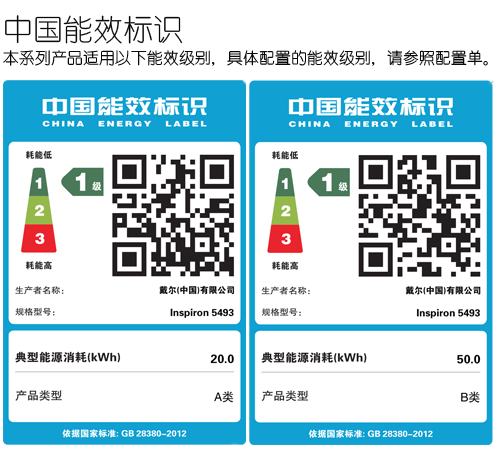 中国能效标识
本系列产品适用以下能效级别，具体配置的能效级别，请参照配置单。
中国能效标识
CHINA ENERGY LABEL
耗能低
1
1级
2
3
耗能高
生产者名称：
戴尔(中国)有限公司
规格型号：
Inspiron 5493
典型能源消耗(kWh)
20.0
产品类型
A类
依据国家标准: GB 28380-2012
中国能效标识
CHINA ENERGY LABEL
耗能低
1
1级
2
3
耗能高
生产者名称：
戴尔(中国)有限公司
规格型号：
Inspiron 5493
典型能源消耗(kWh)
50.0
产品类型
B类
依据国家标准: GB 28380-2012